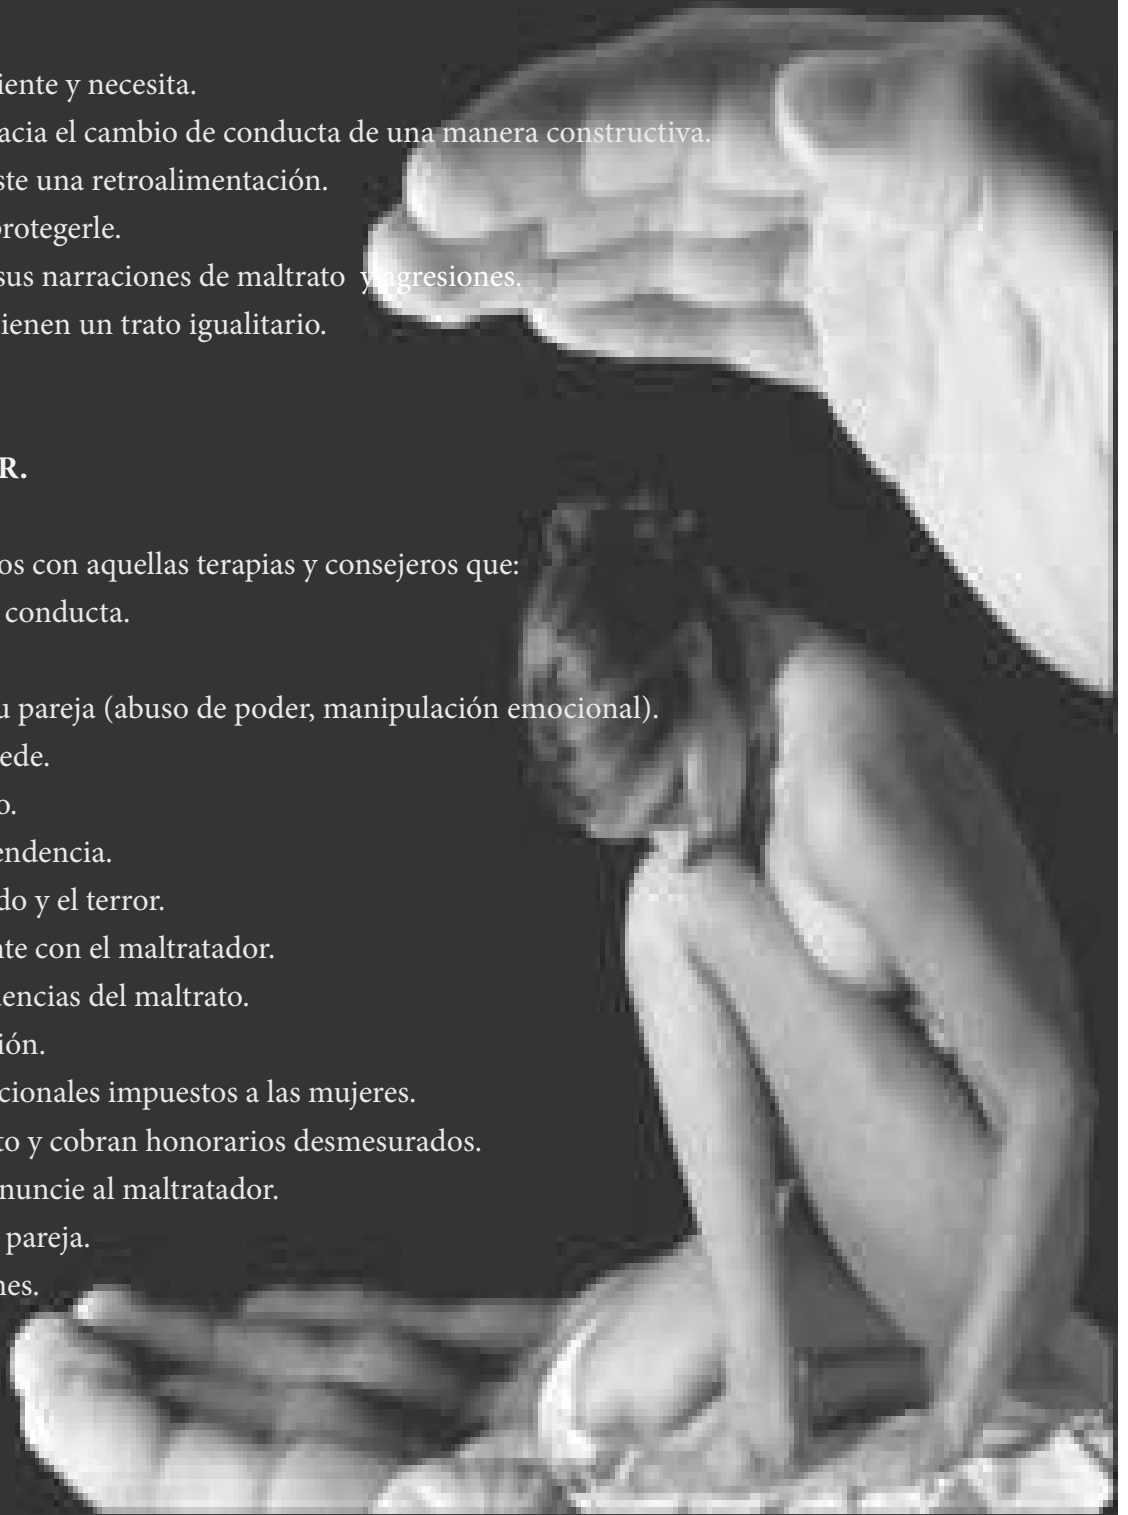 iente y necesita.
acia el cambio de conducta de una manera constructiva.
ste una retroalimentación.
protegerle.
sus narraciones de maltrato y agresiones.
ienen un trato igualitario.
R.
os con aquellas terapias y consejeros que:
conducta.
u pareja (abuso de poder, manipulación emocional).
ede.
o.
endencia.
do y el terror.
nte con el maltratador.
uencias del maltrato.
ión.
cionales impuestos a las mujeres.
to y cobran honorarios desmesurados.
nuncie al maltratador.
pareja.
nes.